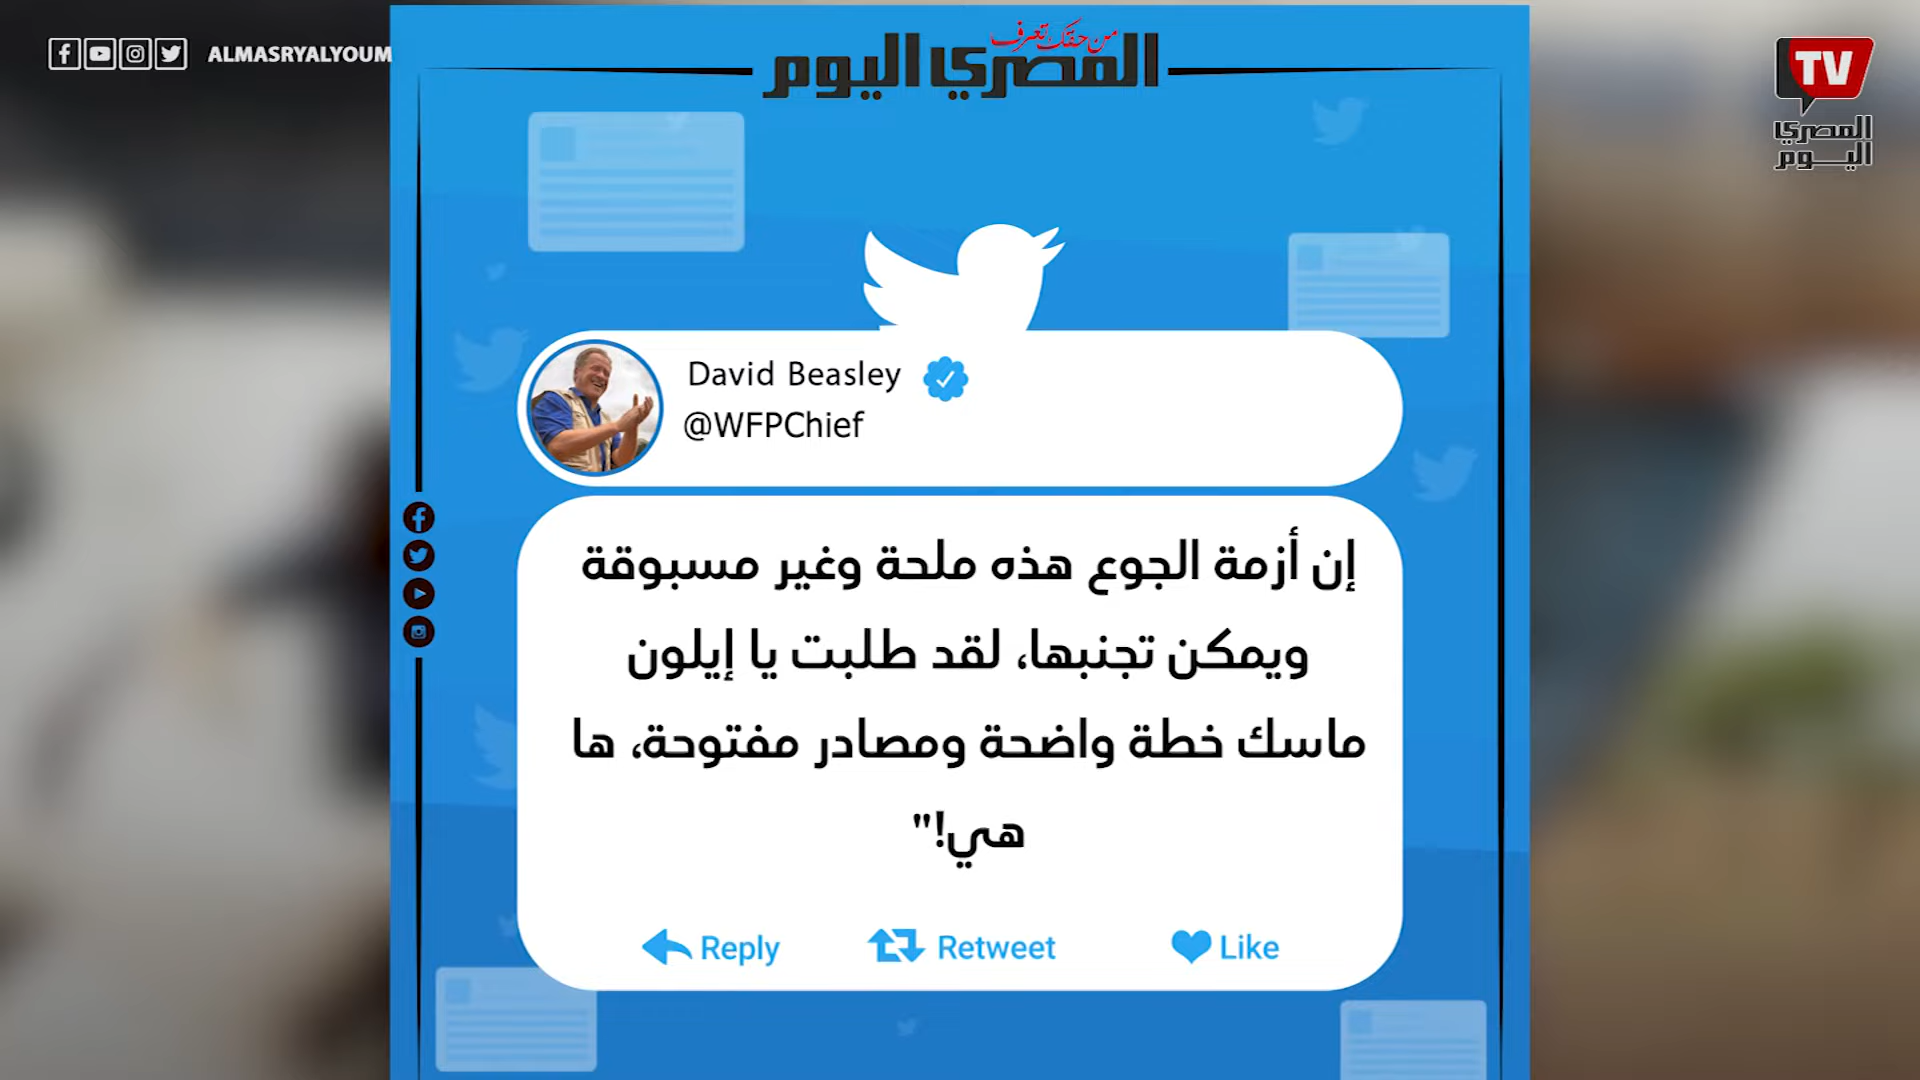 ALMASRYALYOUM
من حقك تعرف
المصري اليوم
TV
المصري
اليوم
David Beasley
@WFPChief
إن أزمة الجوع هذه ملحة وغير مسبوقة
ويمكن تجنبها، لقد طلبت يا إيلون
ماسك خطة واضحة ومصادر مفتوحة، ها
هي!"
Reply
Retweet
Like